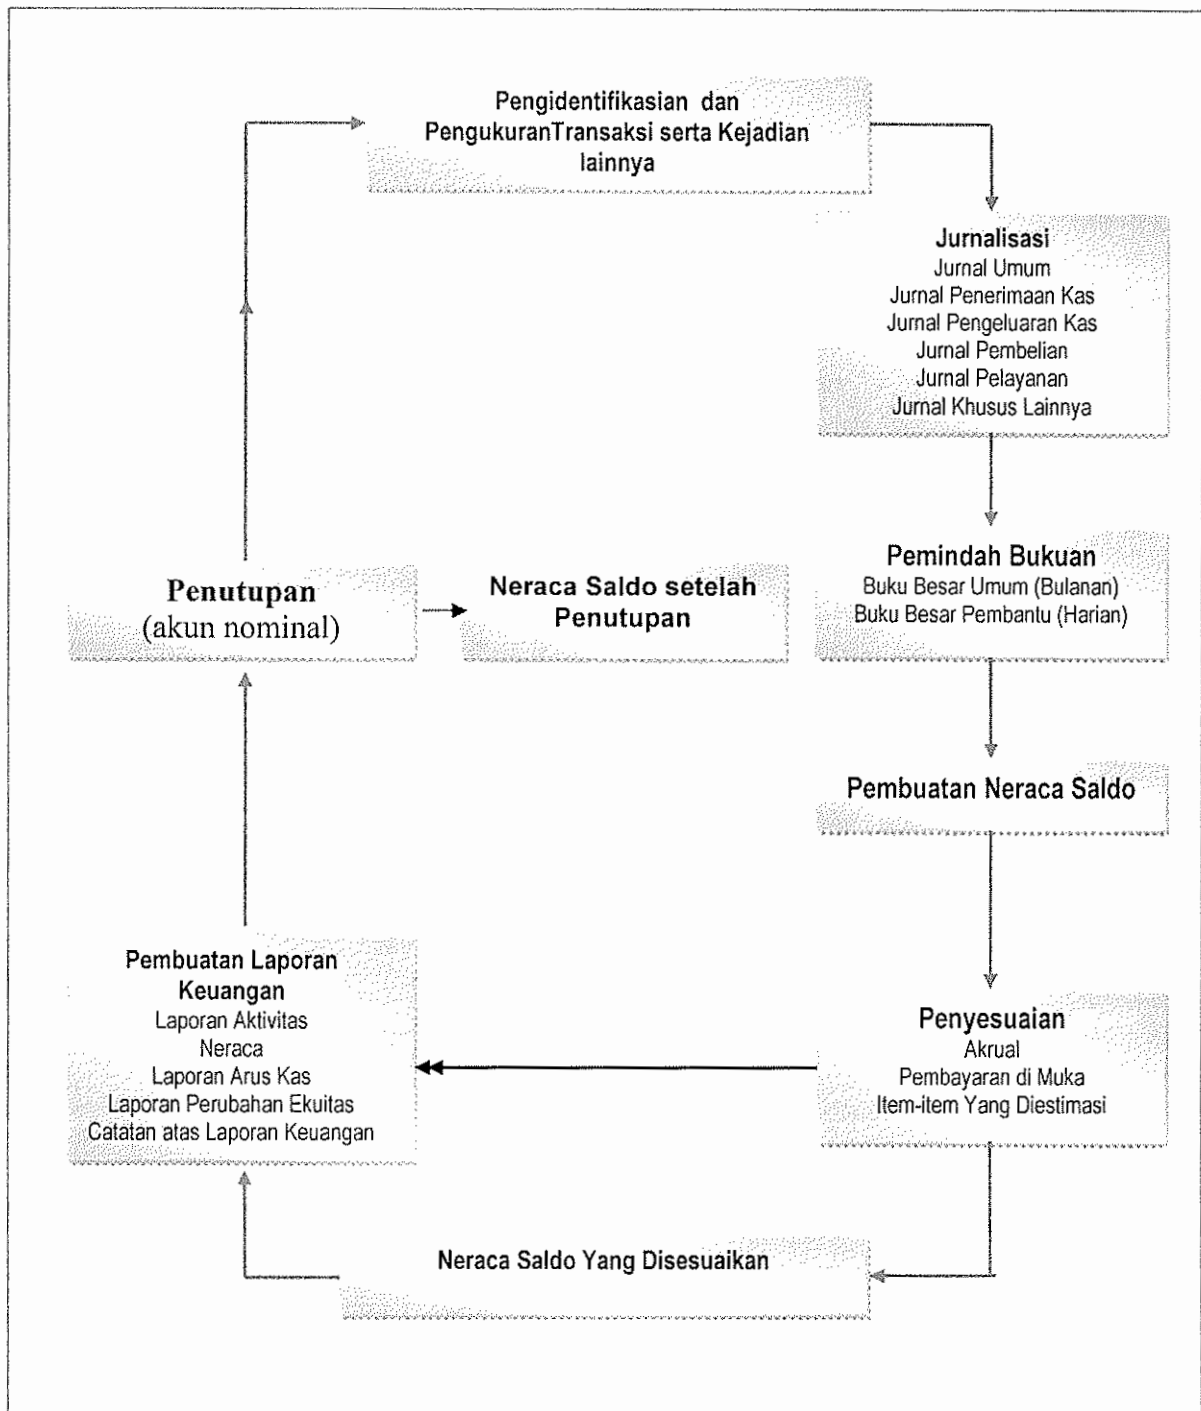 Pengidentifikasian dan
PengukuranTransaksi serta Kejadian
lainnya
Jurnalisasi
Jurnal Umum
Jurnal Penerimaan Kas
Jurnal Pengeluaran Kas
Jurnal Pembelian
Jurnal Pelayanan
Jurnal Khusus Lainnya
Pemindah Bukuan
Buku Besar Umum (Bulanan)
Buku Besar Pembantu (Harian)
Penutupan
(akun nominal)
Neraca Saldo setelah
Penutupan
Pembuatan Neraca Saldo
Penyesuaian
Akrual
Pembayaran di Muka
Item-item Yang Diestimasi
Pembuatan Laporan
Keuangan
Laporan Aktivitas
Neraca
Laporan Arus Kas
Laporan Perubahan Ekuitas
Catatan atas Laporan Keuangan
Neraca Saldo Yang Disesuaikan